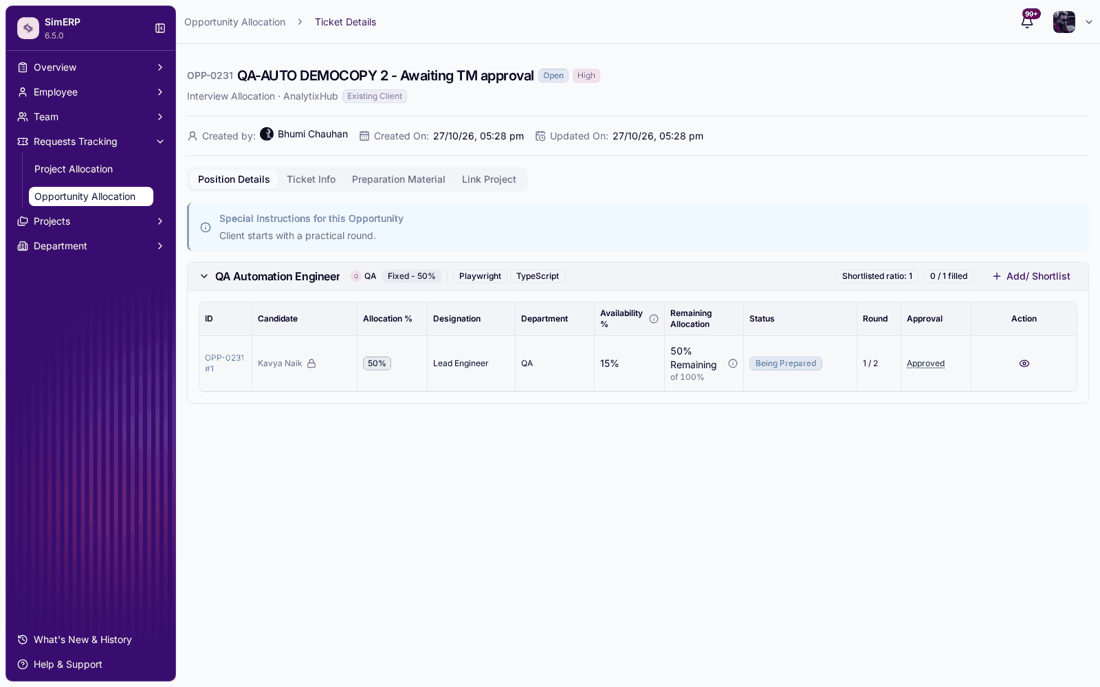 SimERP
6.5.0
Overview
Employee
Team
Requests Tracking
Project Allocation
Opportunity Allocation
Projects
Department
What's New & History
Help & Support
Opportunity Allocation > Ticket Details
99+
OPP-0231 QA-AUTO DEMOCOPY 2 - Awaiting TM approval Open High
Interview Allocation · AnalytixHub Existing Client
Created by: Bhumi Chauhan Created On: 27/10/26, 05:28 pm Updated On: 27/10/26, 05:28 pm
Position Details Ticket Info Preparation Material Link Project
Special Instructions for this Opportunity
Client starts with a practical round.
QA Automation Engineer Q QA Fixed - 50% Playwright TypeScript Shortlisted ratio: 1 0 / 1 filled + Add/ Shortlist
ID Candidate Allocation % Designation Department Availability % Remaining Allocation Status Round Approval Action
OPP-0231 #1 Kavya Naik 50% Lead Engineer QA 15% 50% Remaining of 100% Being Prepared 1 / 2 Approved